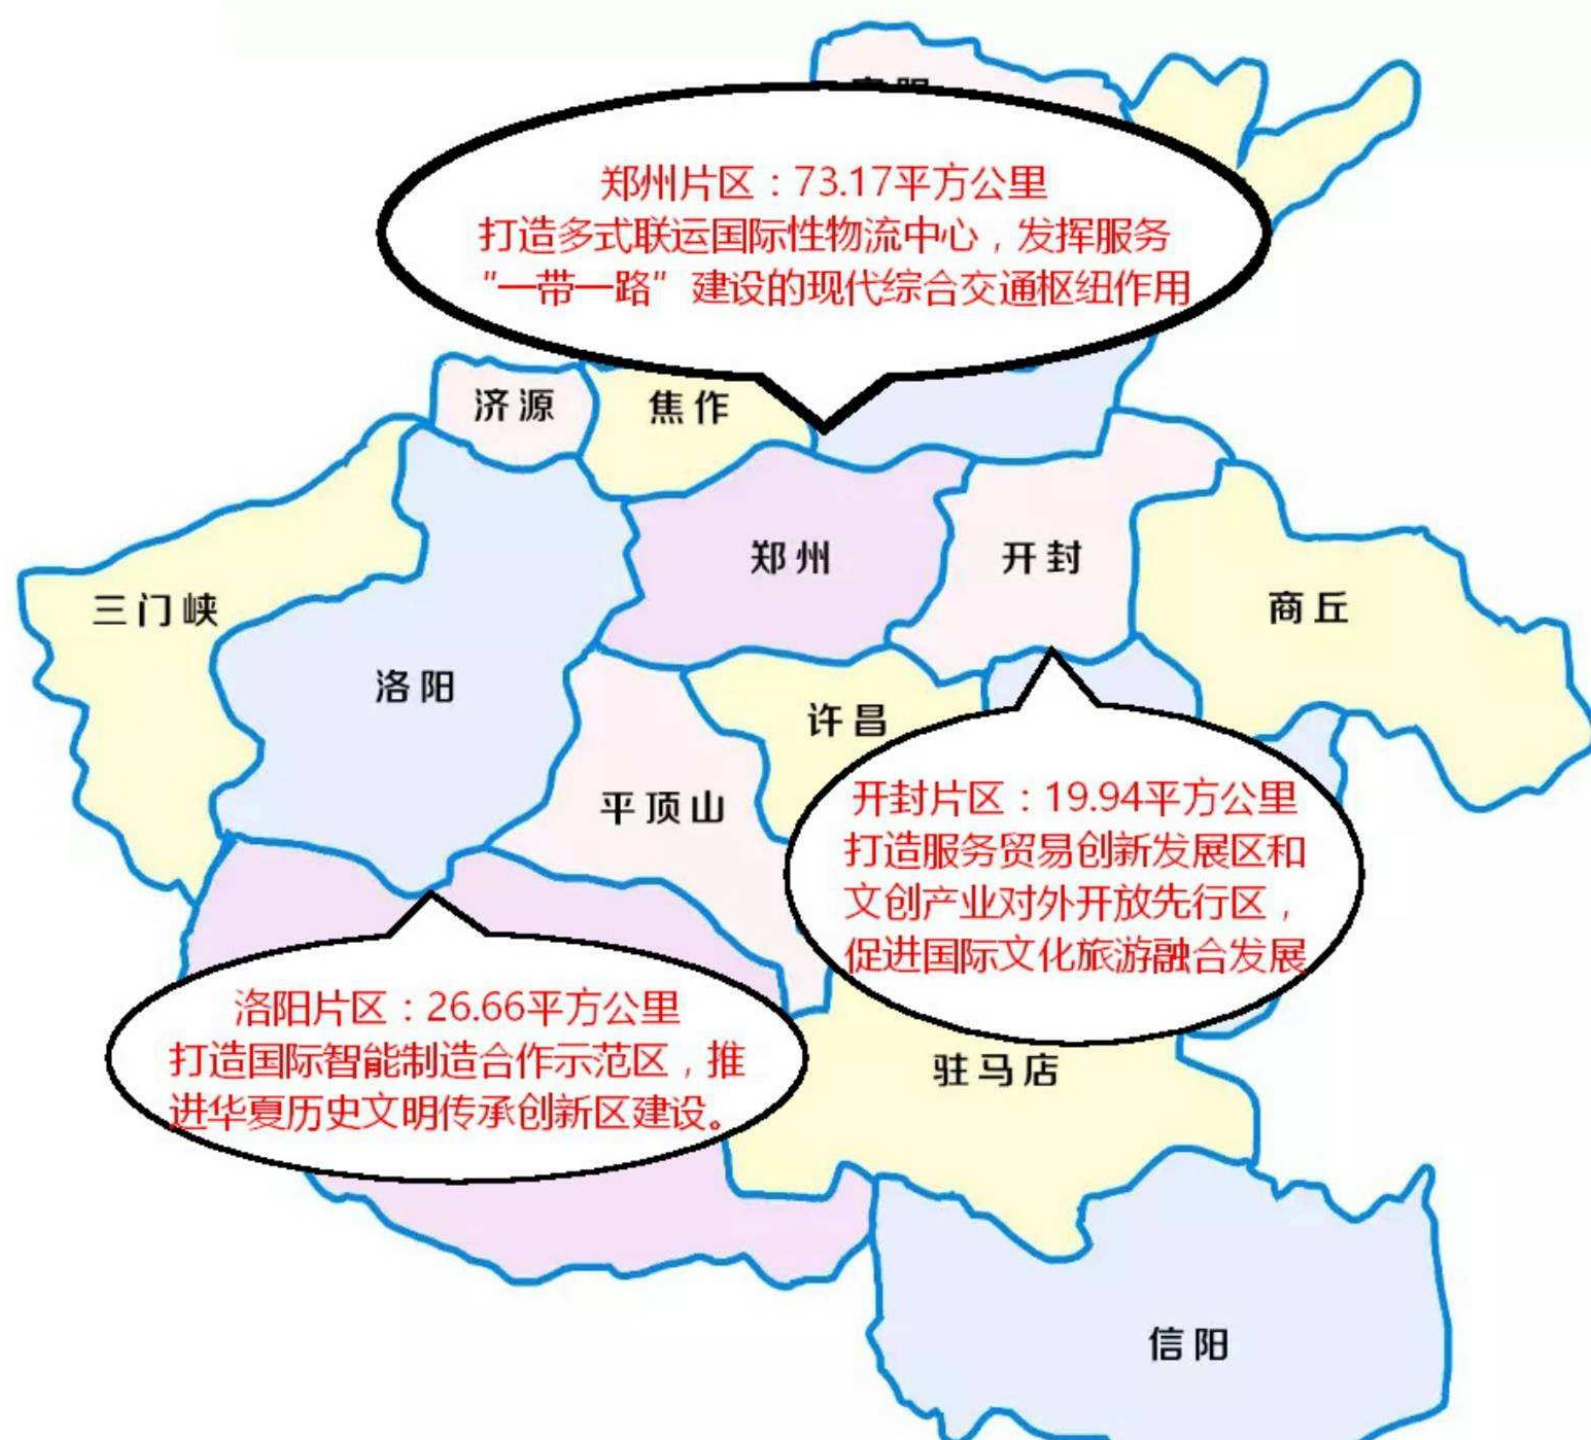 郑州片区：73.17平方公里
打造多式联运国际性物流中心，发挥服务
“一带一路”建设的现代综合交通枢纽作用
济源
焦作
郑州
开封
三门峡
商丘
洛阳
许昌
平顶山
开封片区：19.94平方公里
打造服务贸易创新发展区和
文创产业对外开放先行区，
促进国际文化旅游融合发展
洛阳片区：26.66平方公里
打造国际智能制造合作示范区，推
进华夏历史文明传承创新区建设。
驻马店
信阳